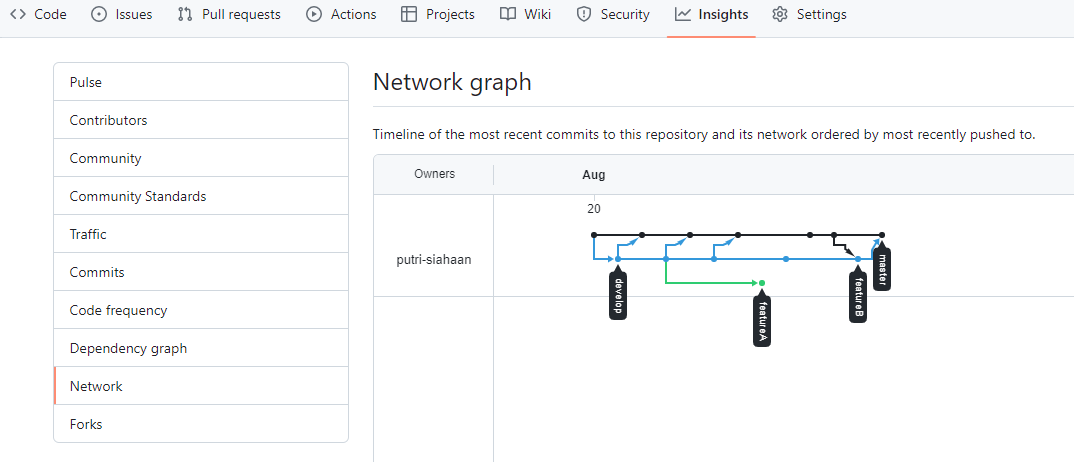 Code Issues Pull requests Actions Projects Wiki Security Insights Settings
Pulse
Contributors
Community
Community Standards
Traffic
Commits
Code frequency
Dependency graph
Network
Forks
Network graph
Timeline of the most recent commits to this repository and its network ordered by most recently pushed to.
Owners Aug
20
putri-siahaan
develop
featureA
featureB
master